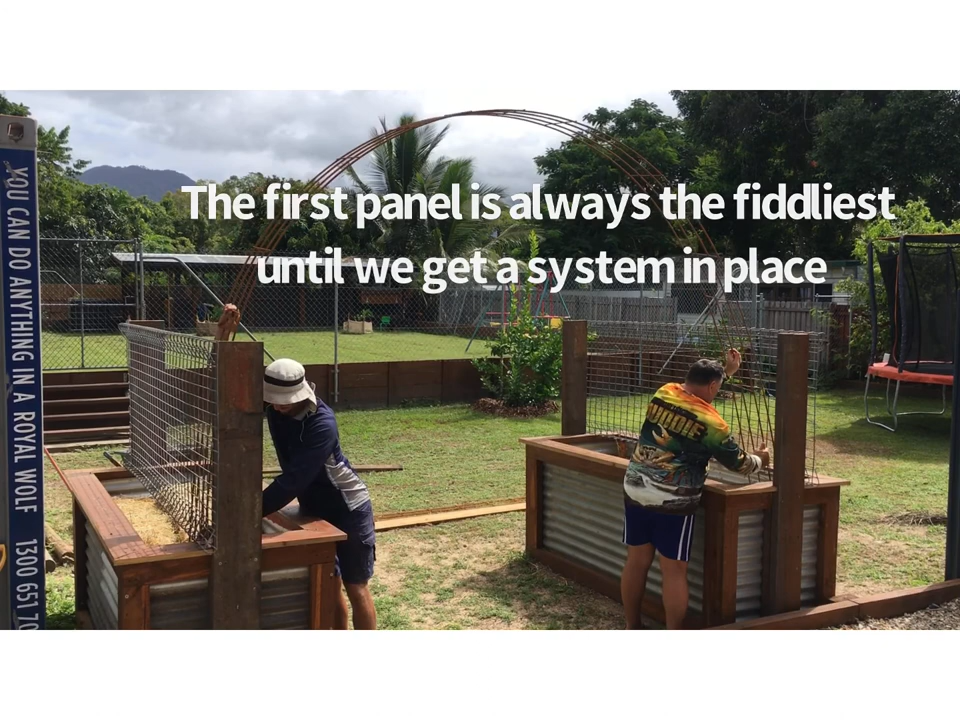 The first panel is always the fiddliest
until we get a system in place
YOU CAN DO ANYTHING IN A ROYAL WOLF